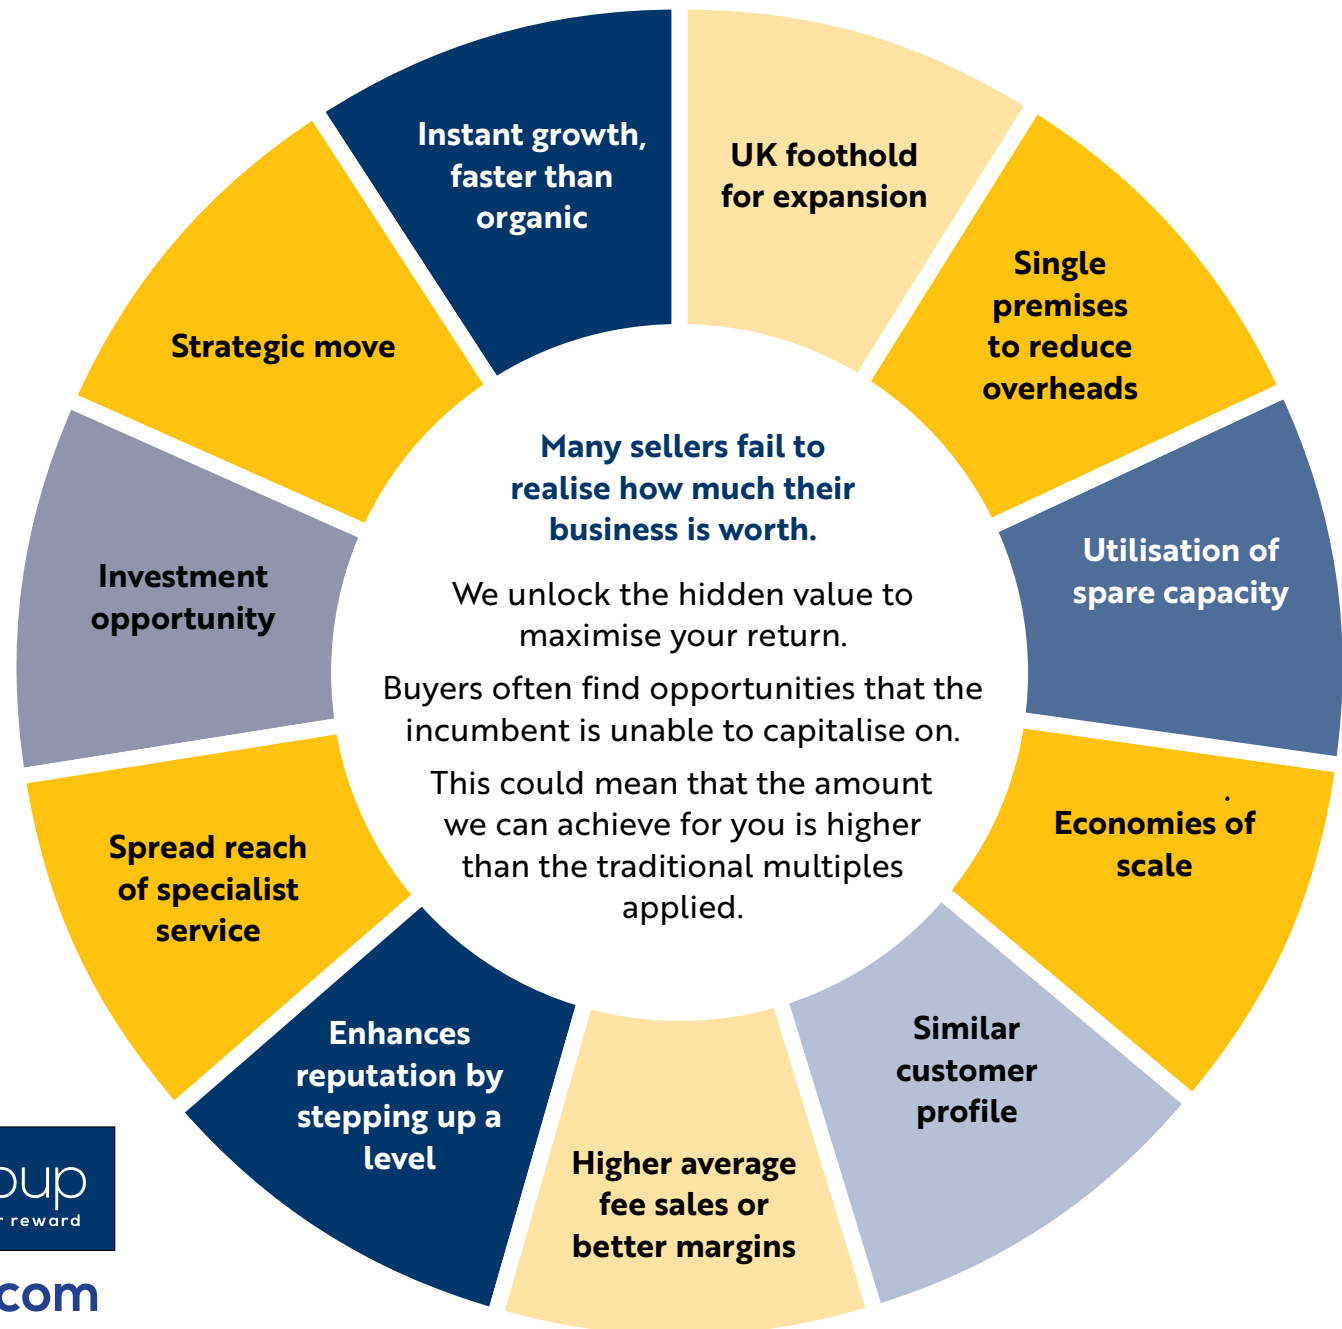 Instant growth,
faster than
organic
UK foothold
for expansion
Single
premises
to reduce
overheads
Utilisation of
spare capacity
Economies of
scale
Similar
customer
profile
Higher average
fee sales or
better margins
Enhances
reputation by
stepping up a
level
Spread reach
of specialist
service
Investment
opportunity
Strategic move
Many sellers fail to
realise how much their
business is worth.
We unlock the hidden value to
maximise your return.
Buyers often find opportunities that the
incumbent is unable to capitalise on.
This could mean that the amount
we can achieve for you is higher
than the traditional multiples
applied.
reward
com